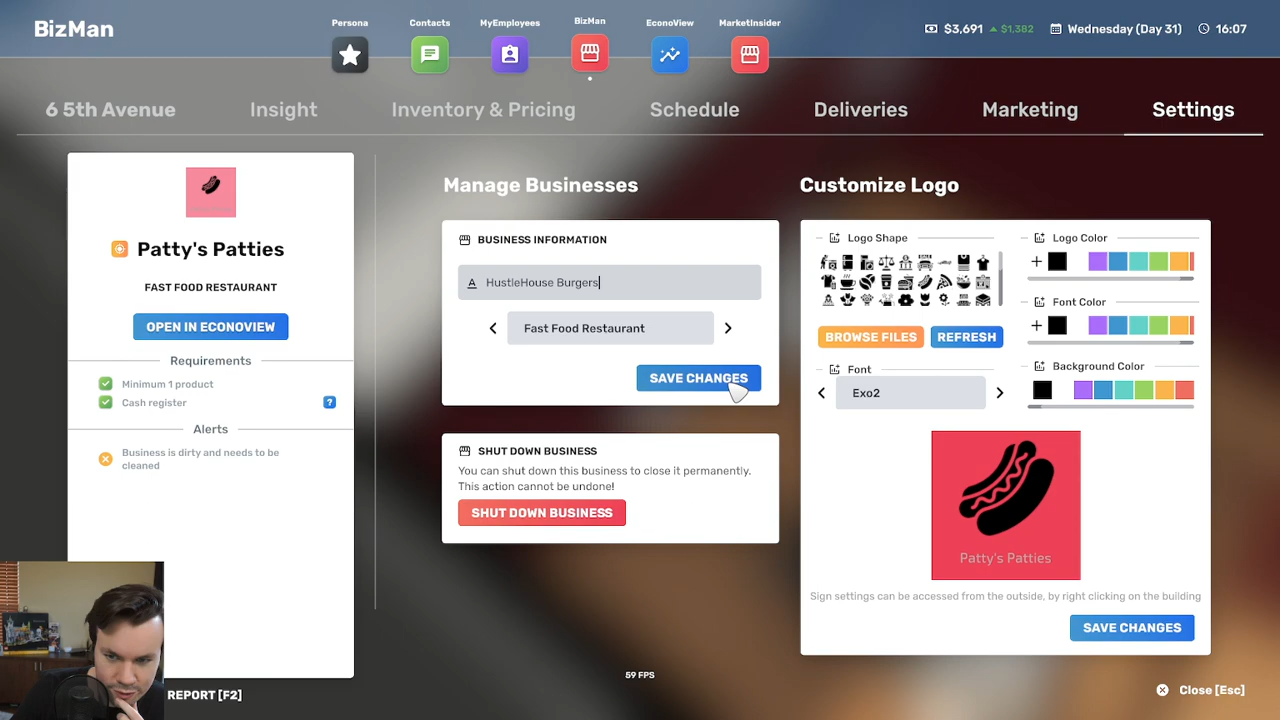 BizMan
Persona
Contacts
MyEmployees
BizMan
EconoView
MarketInsider
$3,691 ▲ $1,382
Wednesday (Day 31)
16:07
6 5th Avenue
Insight
Inventory & Pricing
Schedule
Deliveries
Marketing
Settings
Patty's Patties
FAST FOOD RESTAURANT
OPEN IN ECONOVIEW
Requirements
Minimum 1 product
Cash register
?
Alerts
Business is dirty and needs to be
cleaned
REPORT [F2]
Manage Businesses
BUSINESS INFORMATION
HustleHouse Burgers
Fast Food Restaurant
SAVE CHANGES
SHUT DOWN BUSINESS
You can shut down this business to close it permanently.
This action cannot be undone!
SHUT DOWN BUSINESS
59 FPS
Customize Logo
Logo Shape
BROWSE FILES
REFRESH
Font
Exo2
Logo Color
Font Color
Background Color
Patty's Patties
Sign settings can be accessed from the outside, by right clicking on the building
SAVE CHANGES
Close [Esc]